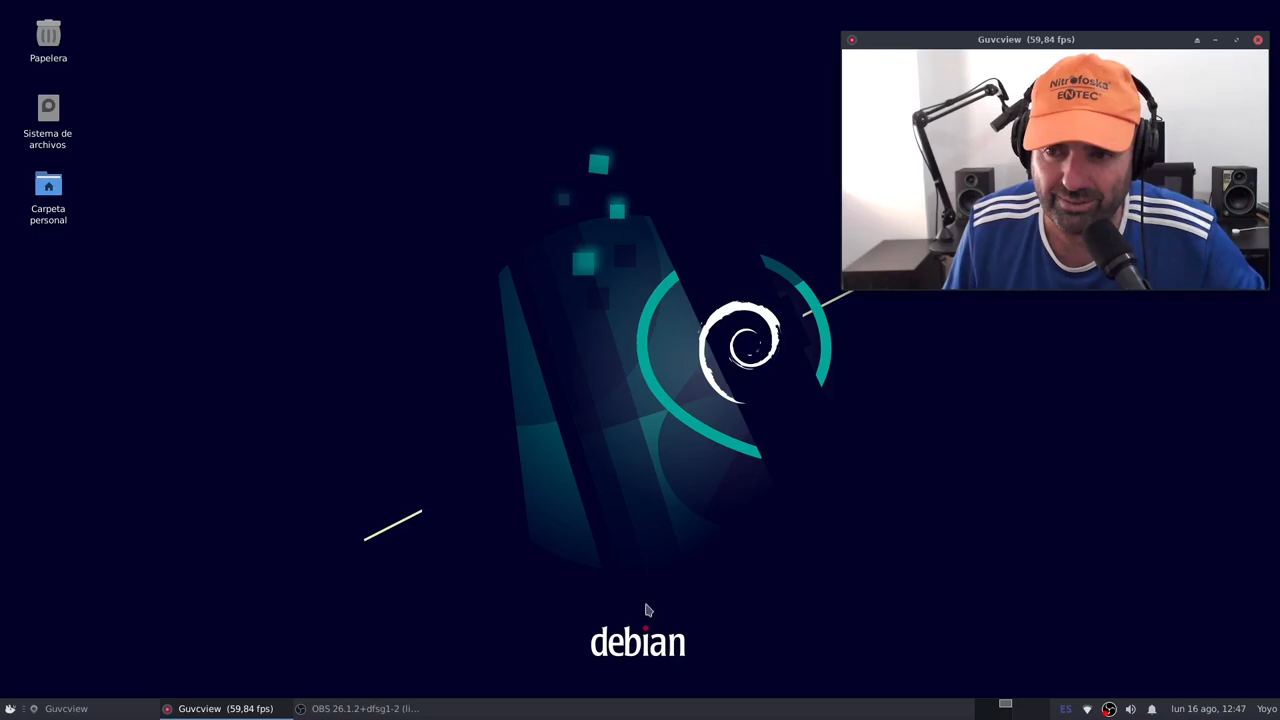 Papelera
Sistema de
archivos
Carpeta
personal
Guvcview (59,84 fps)
Nitrofoska
ENTEC
debian
Guvcview
Guvcview (59,84 fps)
OBS 26.1.2+dfsg1-2 (li...
ES
lun 16 ago, 12:47
Yoyo